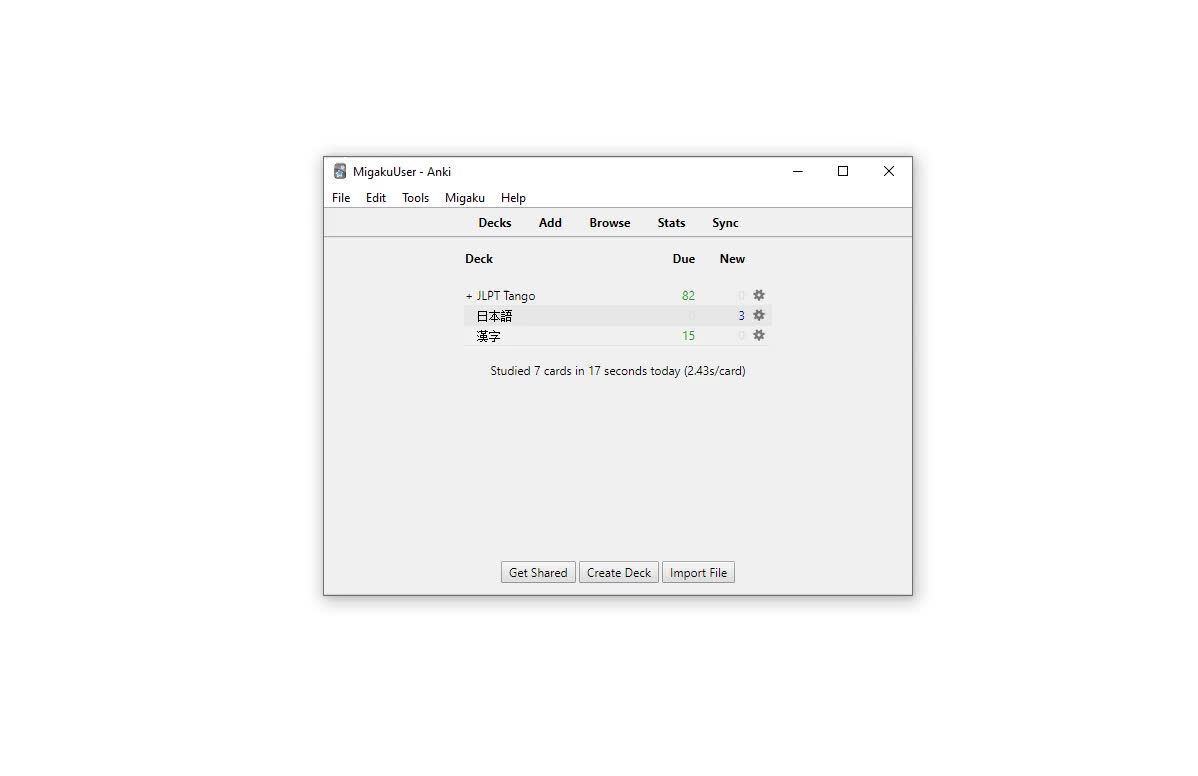 MigakuUser - Anki
File Edit Tools Migaku Help
Decks Add Browse Stats Sync
Deck Due New
+ JLPT Tango 82 0
日本語 0 3
漢字 15 0
Studied 7 cards in 17 seconds today (2.43s/card)
Get Shared Create Deck Import File